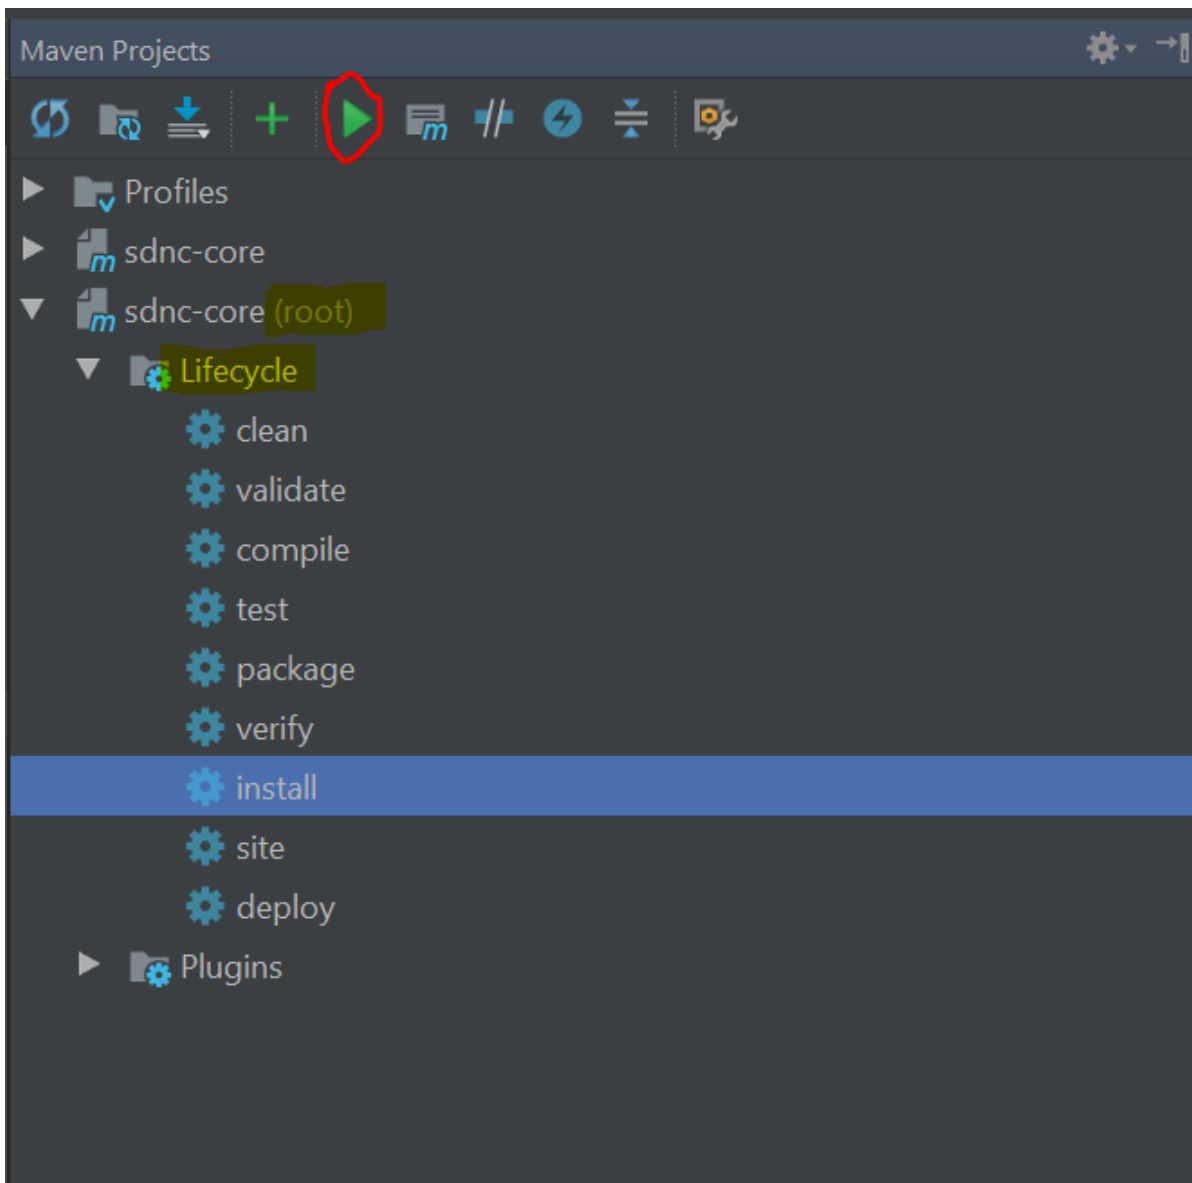 Maven Projects
Profiles
sdnc-core
sdnc-core (root)
Lifecycle
clean
validate
compile
test
package
verify
install
site
deploy
Plugins